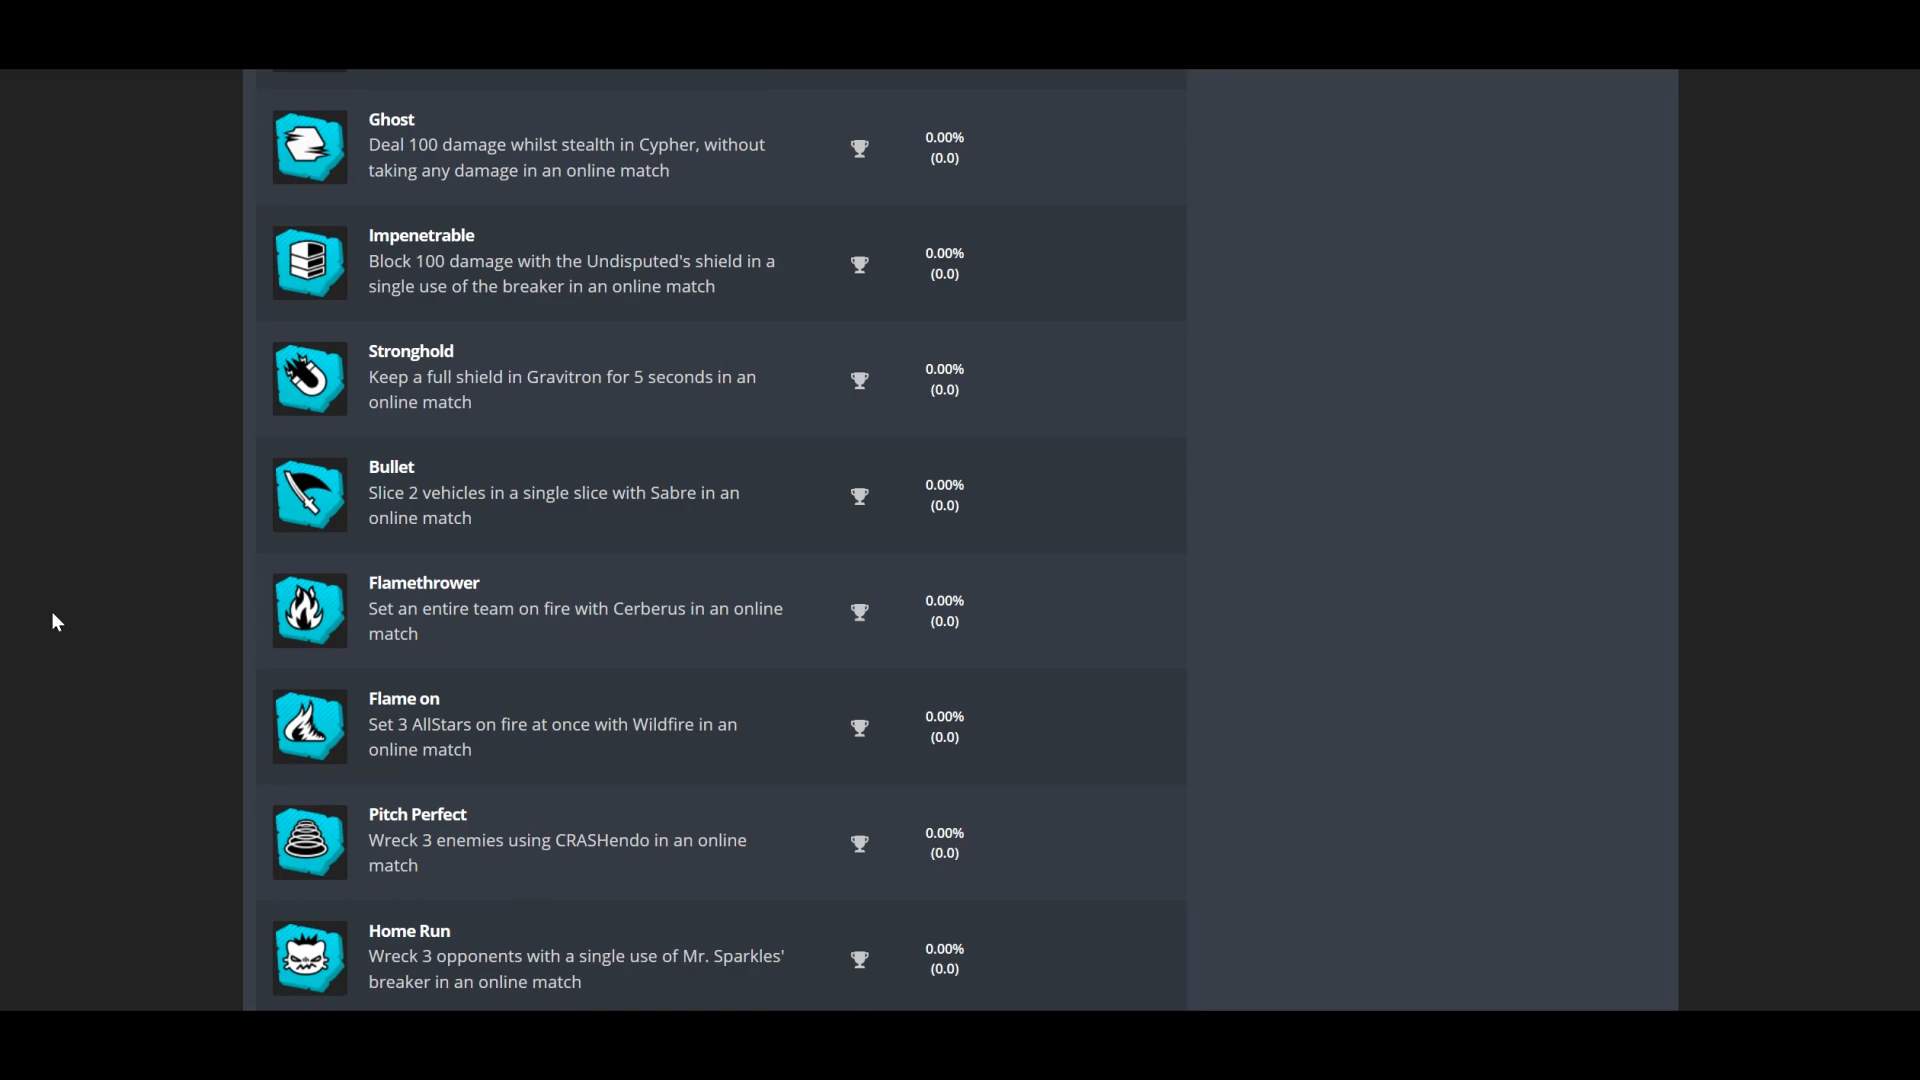 Ghost
Deal 100 damage whilst stealth in Cypher, without
taking any damage in an online match
0.00%
(0.0)
Impenetrable
Block 100 damage with the Undisputed's shield in a
single use of the breaker in an online match
0.00%
(0.0)
Stronghold
Keep a full shield in Gravitron for 5 seconds in an
online match
0.00%
(0.0)
Bullet
Slice 2 vehicles in a single slice with Sabre in an
online match
0.00%
(0.0)
Flamethrower
Set an entire team on fire with Cerberus in an online
match
0.00%
(0.0)
Flame on
Set 3 AllStars on fire at once with Wildfire in an
online match
0.00%
(0.0)
Pitch Perfect
Wreck 3 enemies using CRASHendo in an online
match
0.00%
(0.0)
Home Run
Wreck 3 opponents with a single use of Mr. Sparkles'
breaker in an online match
0.00%
(0.0)